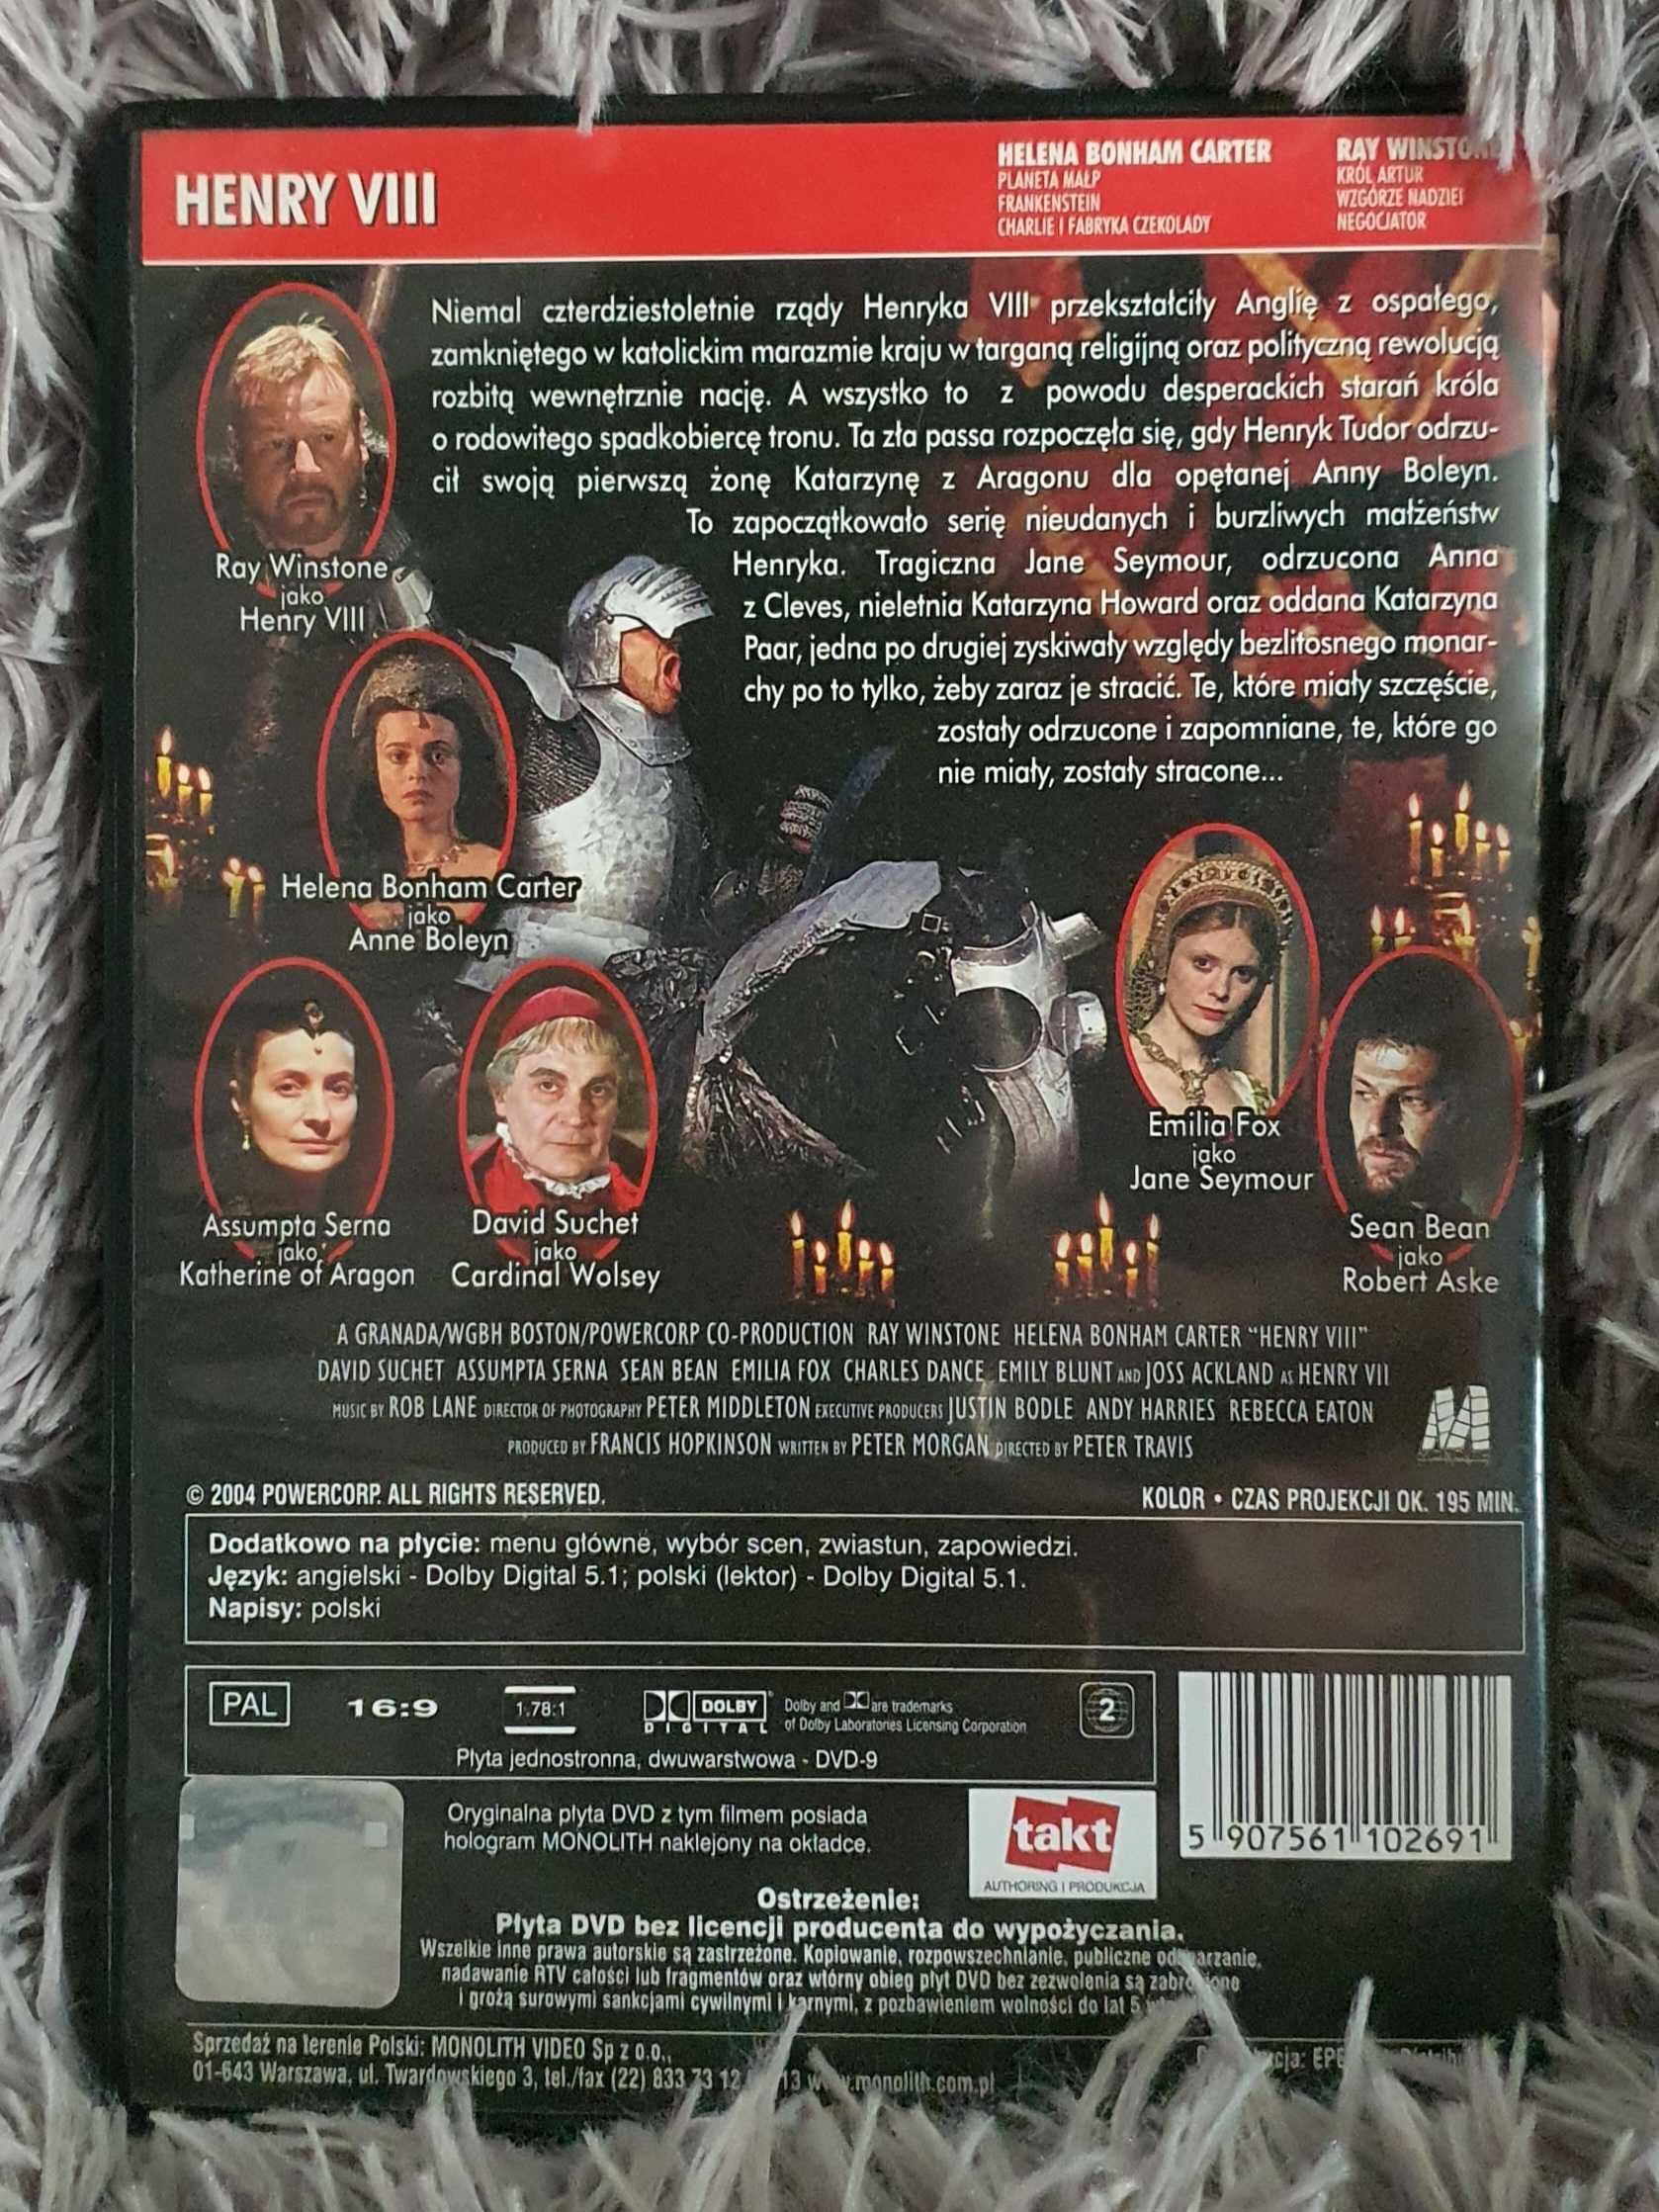 HENRY VIII
HELENA BONHAM CARTER
PLANETA MAŁP
FRANKENSTEIN
CHARLIE I FABRYKA CZEKOLADY
RAY WINSTONE
KRÓL ARTUR
WZGÓRZE NADZIEI
NEGOCJATOR
Niemal czterdziestoletnie rządy Henryka VIII przekształciły Anglię z ospałego,
zamkniętego w katolickim marazmie kraju w targaną religijną oraz polityczną rewolucją
rozbitą wewnętrznie nację. A wszystko to z powodu desperackich starań króla
o rodowitego spadkobiercę tronu. Ta zła passa rozpoczęła się, gdy Henryk Tudor odrzu-
cił swoją pierwszą żonę Katarzynę z Aragonu dla opętanej Anny Boleyn.
To zapoczątkowało serię nieudanych i burzliwych małżeństw
Henryka. Tragiczna Jane Seymour, odrzucona Anna
z Cleves, nieletnia Katarzyna Howard oraz oddana Katarzyna
Paar, jedna po drugiej zyskiwały względy bezlitosnego monar-
chy po to tylko, żeby zaraz je stracić. Te, które miały szczęście,
zostały odrzucone i zapomniane, te, które go
nie miały, zostały stracone...
Ray Winstone
jako
Henry VIII
Helena Bonham Carter
jako
Anne Boleyn
Assumpta Serna
jako
Katherine of Aragon
David Suchet
jako
Cardinal Wolsey
Emilia Fox
jako
Jane Seymour
Sean Bean
jako
Robert Aske
A GRANADA/WGBH BOSTON/POWERCORP CO-PRODUCTION RAY WINSTONE HELENA BONHAM CARTER "HENRY VIII"
DAVID SUCHET ASSUMPTA SERNA SEAN BEAN EMILIA FOX CHARLES DANCE EMILY BLUNT AND JOSS ACKLAND AS HENRY VII
MUSIC BY ROB LANE DIRECTOR OF PHOTOGRAPHY PETER MIDDLETON EXECUTIVE PRODUCERS JUSTIN BODLE ANDY HARRIES REBECCA EATON
PRODUCED BY FRANCIS HOPKINSON WRITTEN BY PETER MORGAN DIRECTED BY PETER TRAVIS
© 2004 POWERCORP. ALL RIGHTS RESERVED.
KOLOR • CZAS PROJEKCJI OK. 195 MIN.
Dodatkowo na płycie: menu główne, wybór scen, zwiastun, zapowiedzi.
Język: angielski - Dolby Digital 5.1; polski (lektor) - Dolby Digital 5.1.
Napisy: polski
PAL 16:9 1.78:1
DOLBY
DIGITAL
Dolby and are trademarks
of Dolby Laboratories Licensing Corporation
2
Płyta jednostronna, dwuwarstwowa - DVD-9
Oryginalna płyta DVD z tym filmem posiada
hologram MONOLITH naklejony na okładce.
takt
AUTHORING I PRODUKCJA
5 907561 102691
Ostrzeżenie:
Płyta DVD bez licencji producenta do wypożyczania.
Wszelkie inne prawa autorskie są zastrzeżone. Kopiowanie, rozpowszechnianie, publiczne
nadawanie RTV całości lub fragmentów oraz wtórny obieg płyt DVD bez zezwolenia są
i grożą surowymi sankcjami cywilnymi i karnymi, z pozbawieniem wolności do lat 5
Sprzedaż na terenie Polski: MONOLITH VIDEO Sp z o.o.,
01-643 Warszawa, ul. Twardowskiego 3, tel./fax (22) 833 73 12 13 www.monolith.com.pl